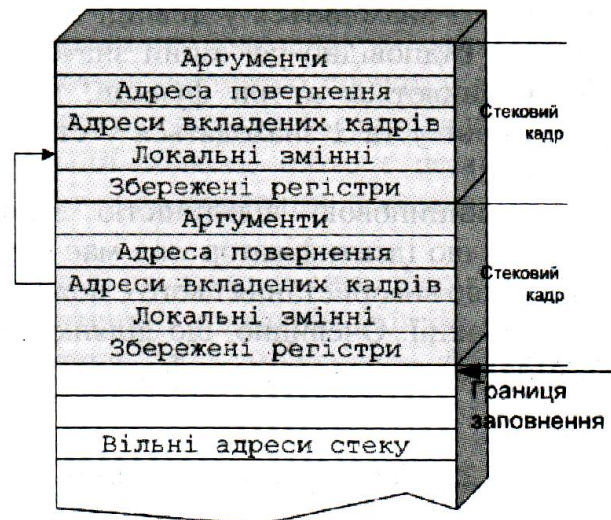 Аргументи
Адреса повернення
Адреси вкладених кадрів
Локальні змінні
Збережені регістри
Стековий
кадр
Аргументи
Адреса повернення
Адреси вкладених кадрів
Локальні змінні
Збережені регістри
Стековий
кадр
Границя
заповнення
Вільні адреси стеку